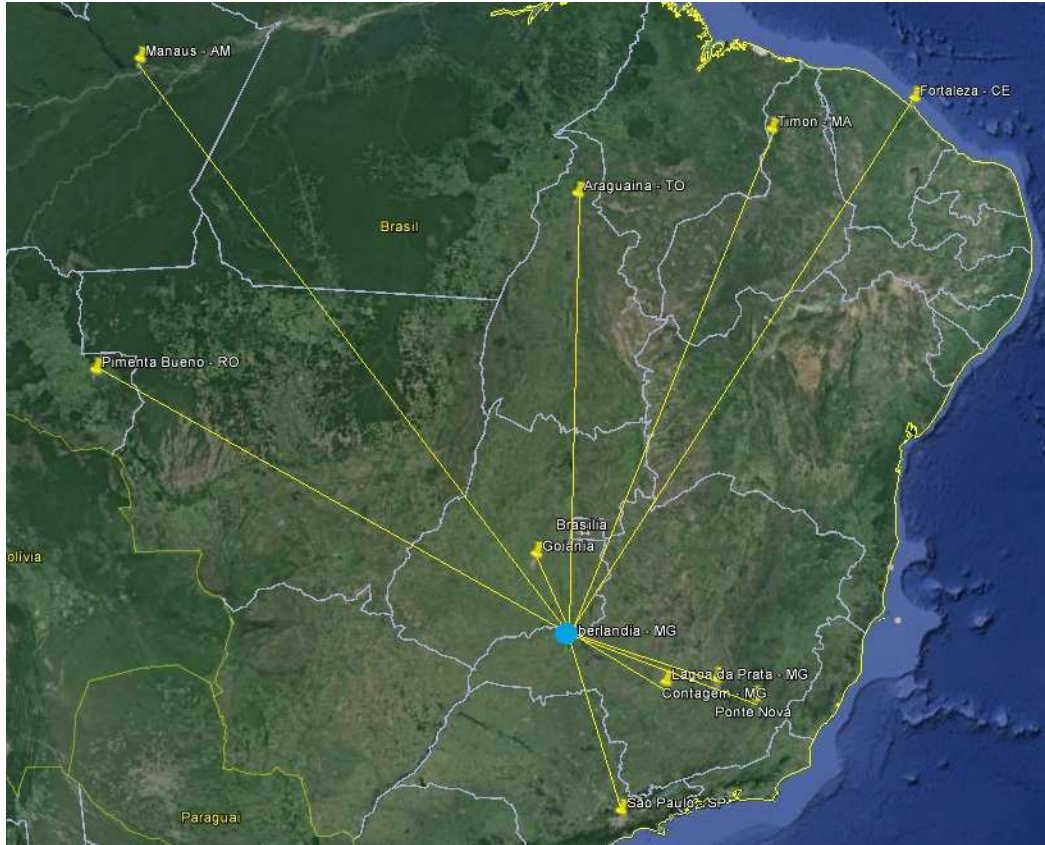 Manaus - AM
Fortaleza - CE
Timon - MA
Araguaina - TO
Brasil
Pimenta Bueno - RO
Brasília
Goiânia
olívia
berlandia - MG
Lagoa da Prata - MG
Contagem - MG
Ponte Nova
São Paulo - SP
Paraguai